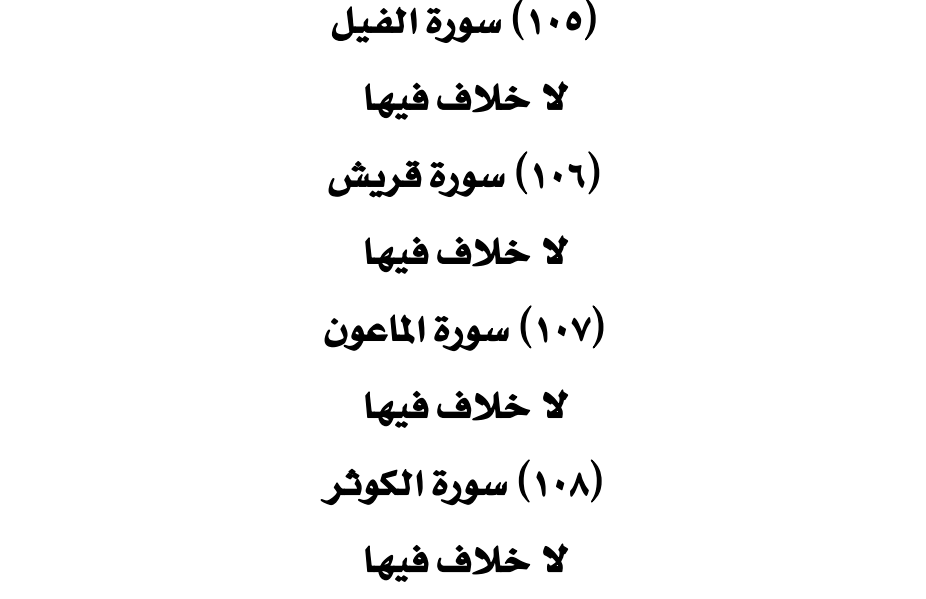 (١٠٥) سورة الفيل
لا خلاف فيها
(١٠٦) سورة قريش
لا خلاف فيها
(١٠٧) سورة الماعون
لا خلاف فيها
(١٠٨) سورة الكوثر
لا خلاف فيها